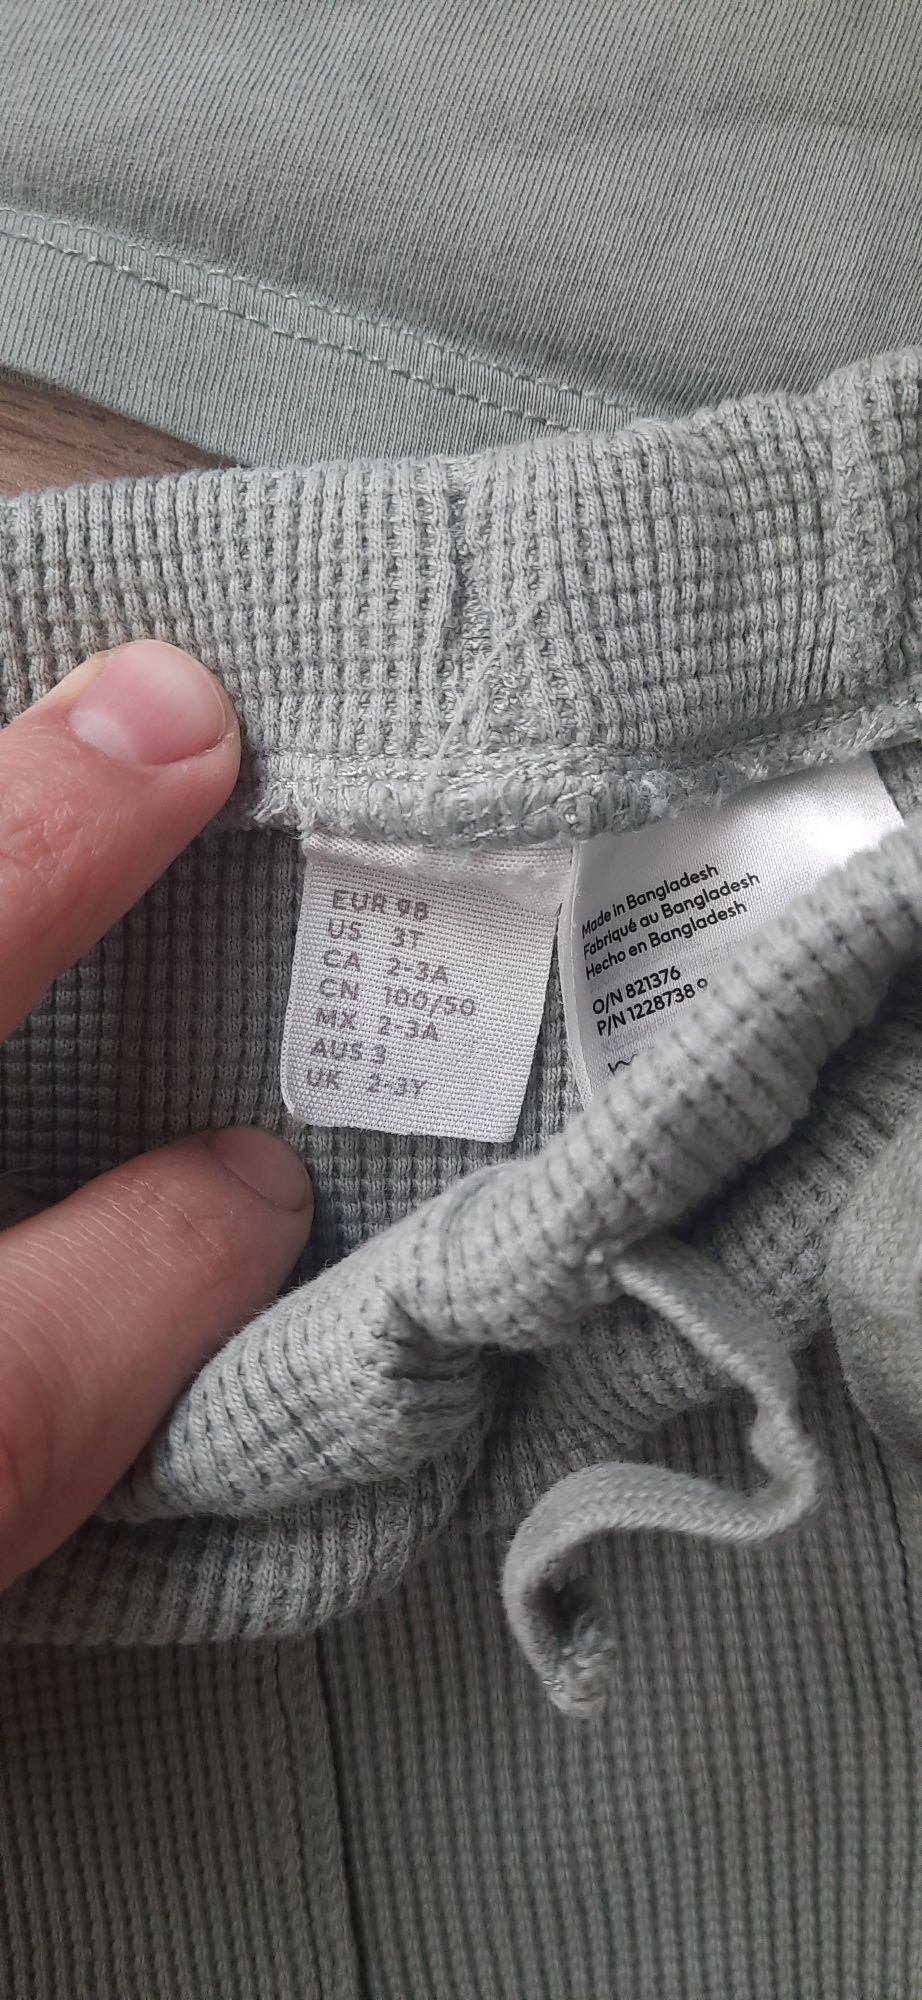 EUR 98
US 3T
CA 2-3A
CN 100/50
MX 2-3A
AUS 3
UK 2-3Y
Made in Bangladesh
Fabriqué au Bangladesh
Hecho en Bangladesh
O/N 821376
P/N 1228738